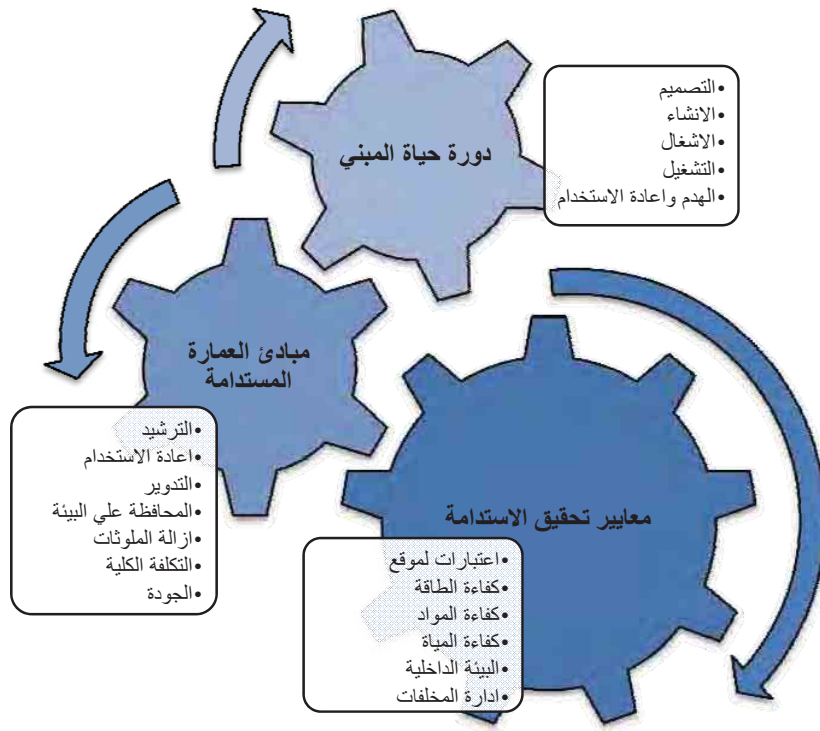 دورة حياة المبني
•التصميم
•الانشاء
•الاشغال
•التشغيل
•الهدم واعادة الاستخدام
مبادئ العمارة
المستدامة
•الترشيد
•اعادة الاستخدام
•التدوير
•المحافظة علي البيئة
•ازالة الملوثات
•التكلفة الكلية
•الجودة
معايير تحقيق الاستدامة
•اعتبارات لموقع
•كفاءة الطاقة
•كفاءة المواد
•كفاءة المياة
•البيئة الداخلية
•ادارة المخلفات